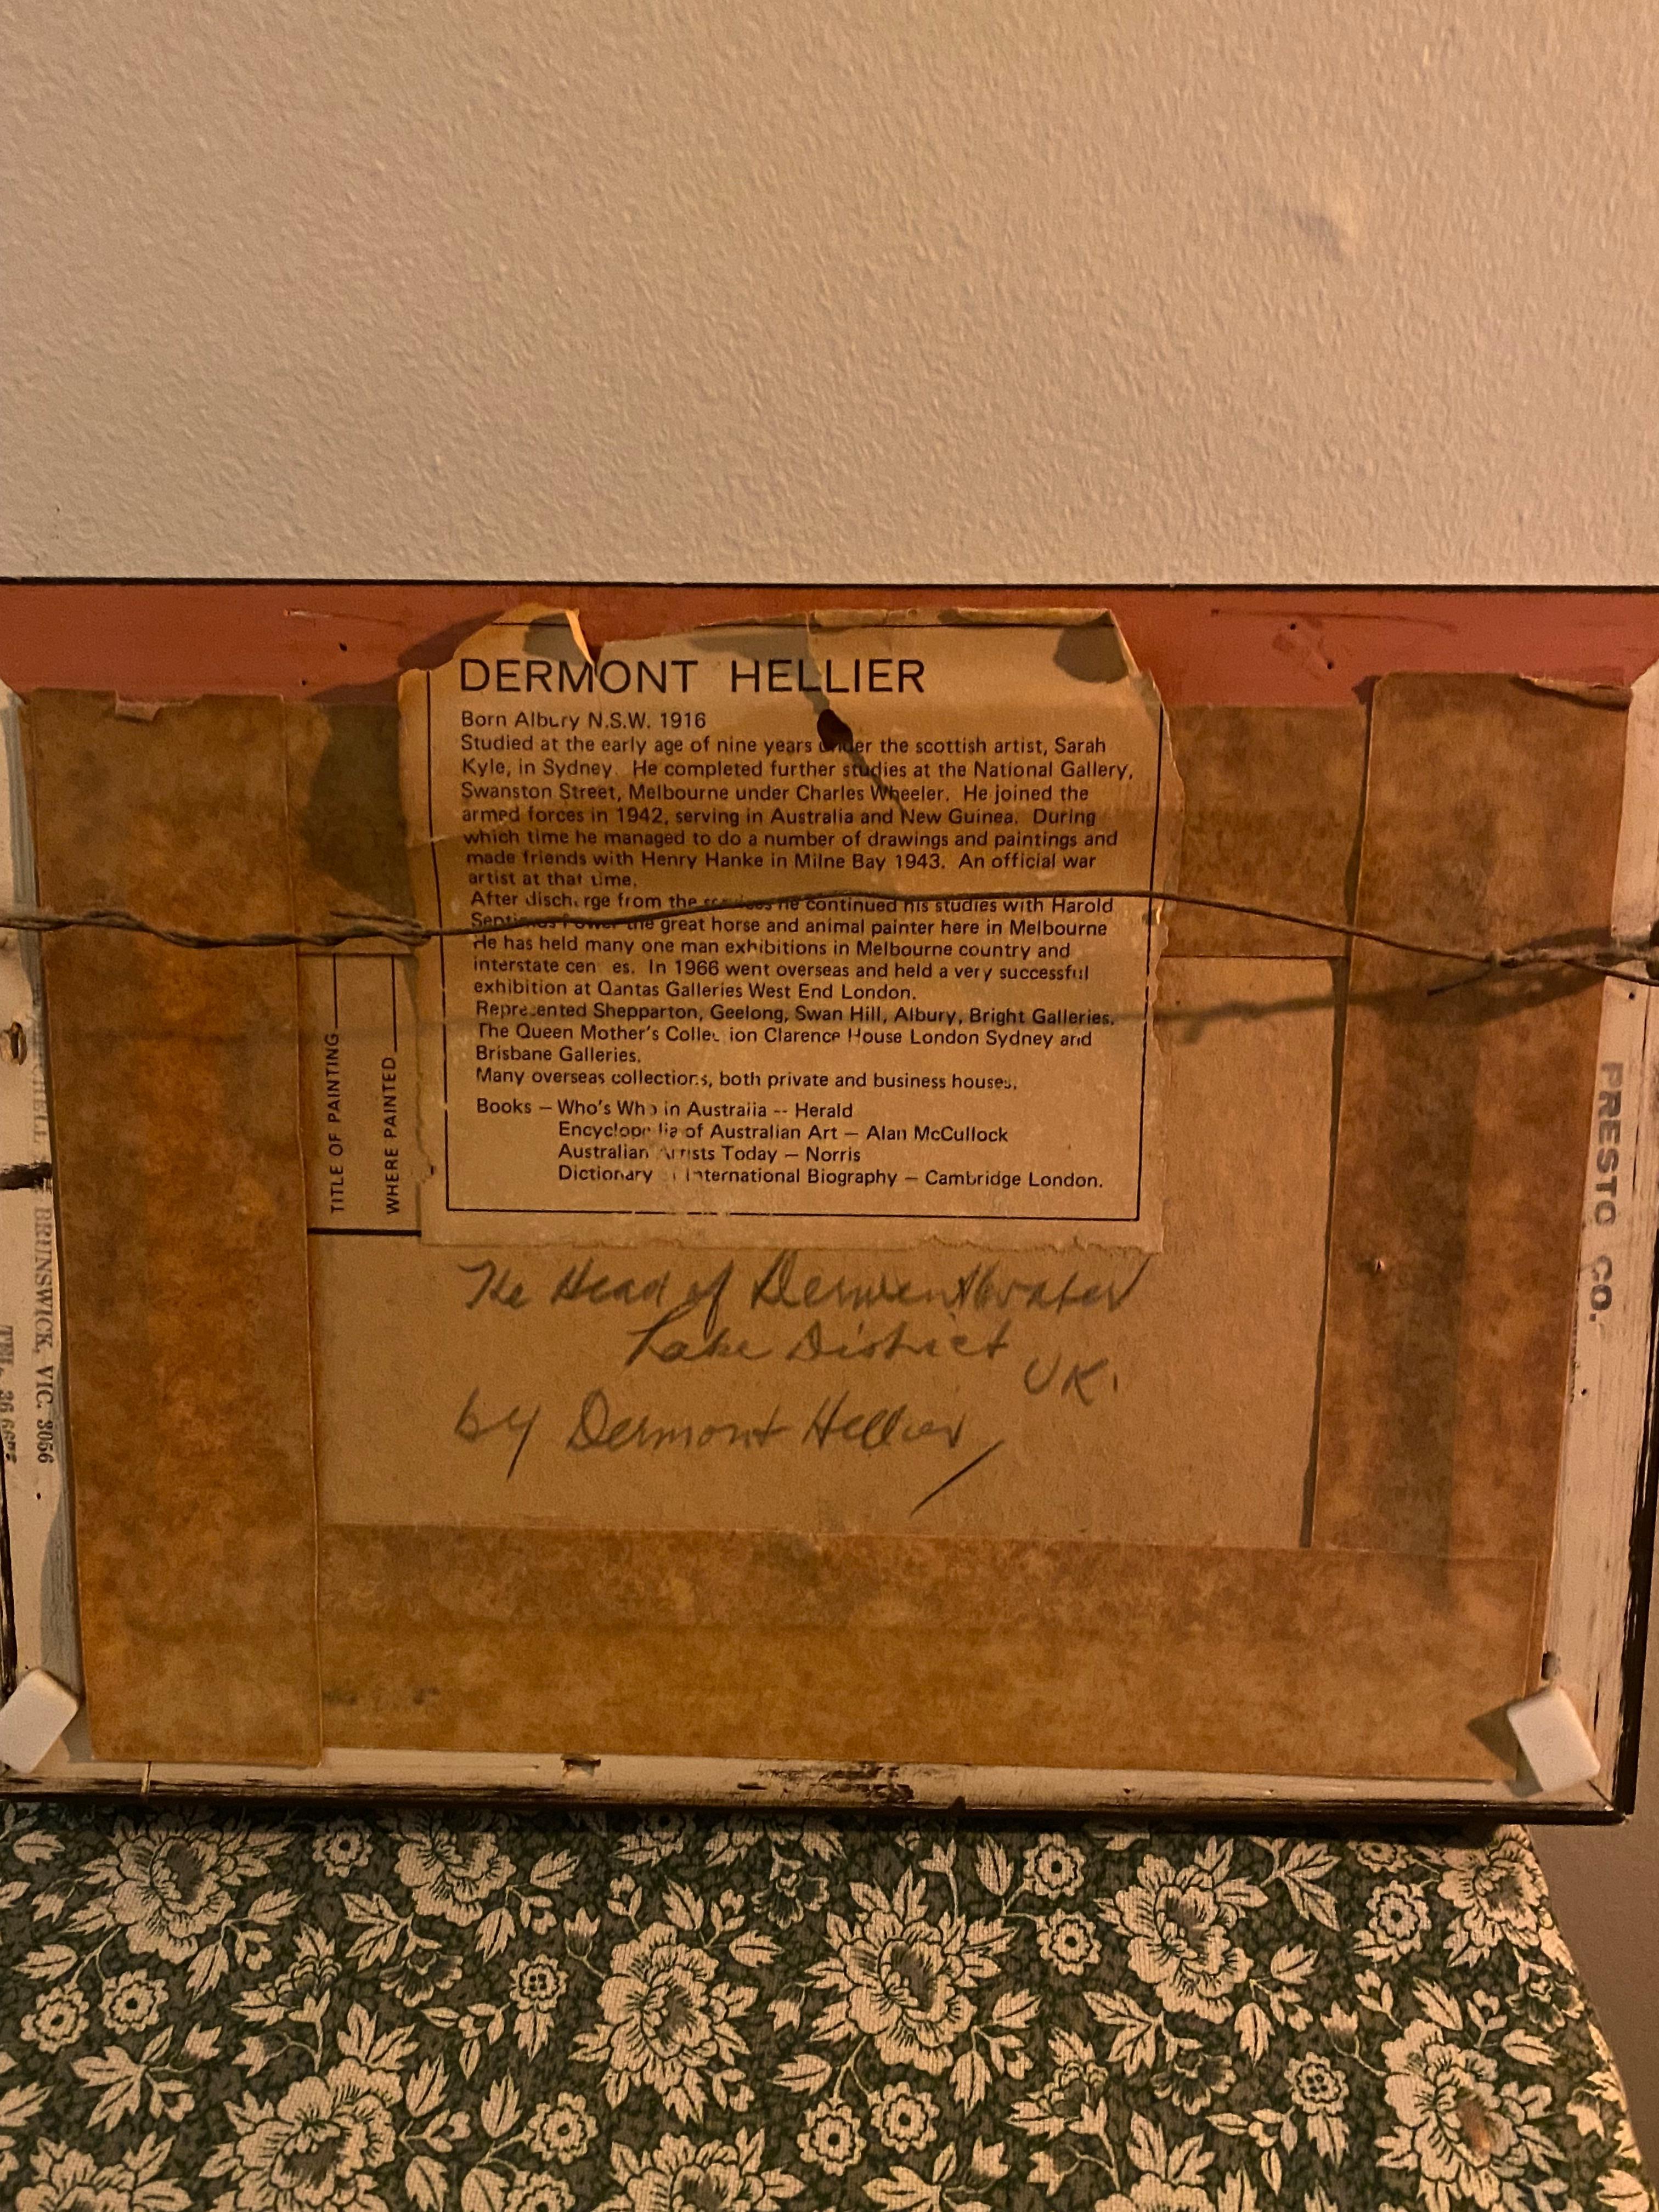 DERMONT HELLIER
Born Albury N.S.W. 1916
Studied at the early age of nine years under the scottish artist, Sarah
Kyle, in Sydney. He completed further studies at the National Gallery,
Swanston Street, Melbourne under Charles Wheeler. He joined the
armed forces in 1942, serving in Australia and New Guinea. During
which time he managed to do a number of drawings and paintings and
made friends with Henry Hanke in Milne Bay 1943. An official war
artist at that time.
After discharge from the services he continued his studies with Harold
Septimus Power the great horse and animal painter here in Melbourne
He has held many one man exhibitions in Melbourne country and
interstate cen es. In 1966 went overseas and held a very successful
exhibition at Qantas Galleries West End London.
Represented Shepparton, Geelong, Swan Hill, Albury, Bright Galleries.
The Queen Mother's Collection Clarence House London Sydney and
Brisbane Galleries.
Many overseas collections, both private and business houses.
Books – Who's Who in Australia -- Herald
Encyclopedia of Australian Art – Alan McCullock
Australian Artists Today – Norris
Dictionary of International Biography – Cambridge London.
TITLE OF PAINTING
WHERE PAINTED
The Head of Derwentwater
Lake District
UK.
by Dermont Hellier
PRESTO CO.
BRUNSWICK, VIC. 3056